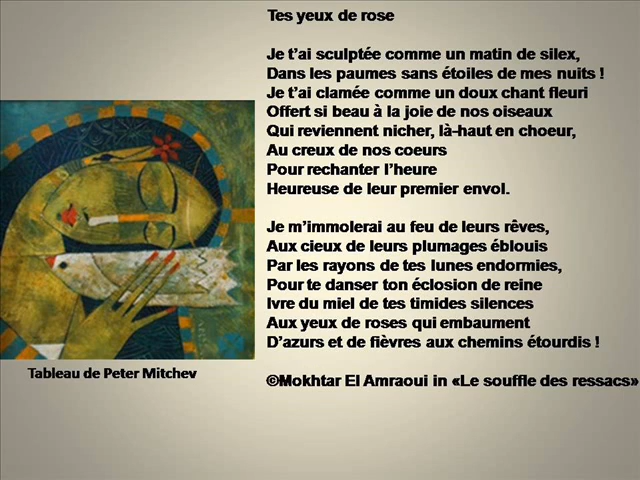 Tes yeux de rose
Je t’ai sculptée comme un matin de silex,
Dans les paumes sans étoiles de mes nuits !
Je t’ai clamée comme un doux chant fleuri
Offert si beau à la joie de nos oiseaux
Qui reviennent nicher, là-haut en choeur,
Au creux de nos coeurs
Pour rechanter l’heure
Heureuse de leur premier envol.
Je m’immolerai au feu de leurs rêves,
Aux cieux de leurs plumages éblouis
Par les rayons de tes lunes endormies,
Pour te danser ton éclosion de reine
Ivre du miel de tes timides silences
Aux yeux de roses qui embaument
D’azurs et de fièvres aux chemins étourdis !
©Mokhtar El Amraoui in «Le souffle des ressacs»
Tableau de Peter Mitchev